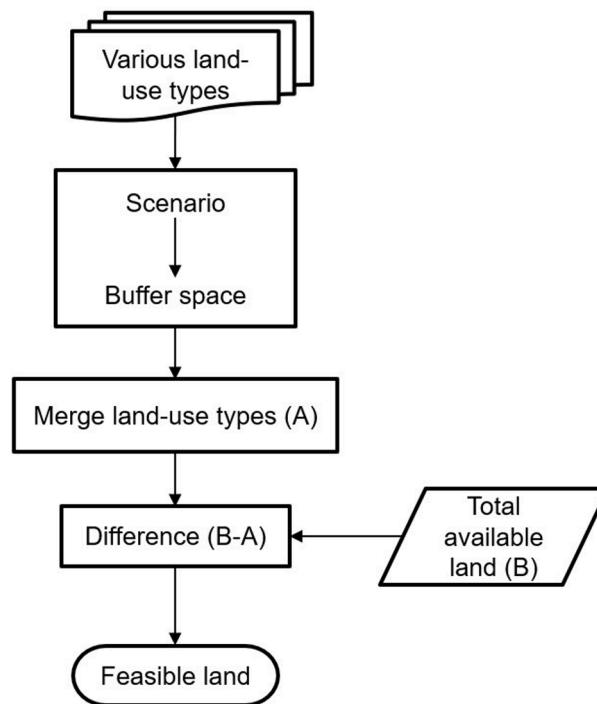 Various land-
use types
Scenario
Buffer space
Merge land-use types (A)
Difference (B-A)
Total
available
land (B)
Feasible land